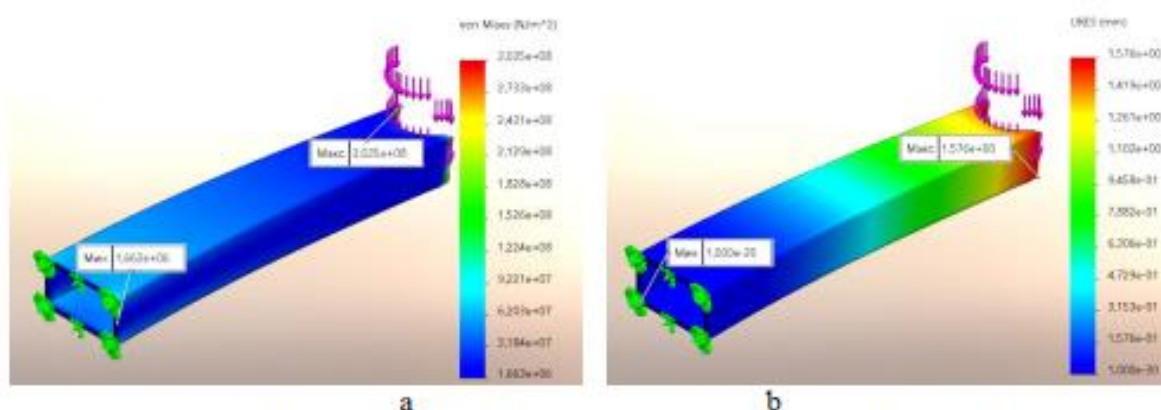 von Mises (N/m^2)
3,035e+08
2,733e+08
2,431e+08
2,129e+08
1,828e+08
1,526e+08
1,224e+08
9,221e+07
6,203e+07
3,184e+07
1,663e+06
Макс: 3,035e+08
Мин: 1,663e+06
a
URES (mm)
1,576e+00
1,419e+00
1,261e+00
1,103e+00
9,458e-01
7,882e-01
6,306e-01
4,729e-01
3,153e-01
1,576e-01
1,000e-30
Макс: 1,576e+00
Мин: 1,000e-30
b